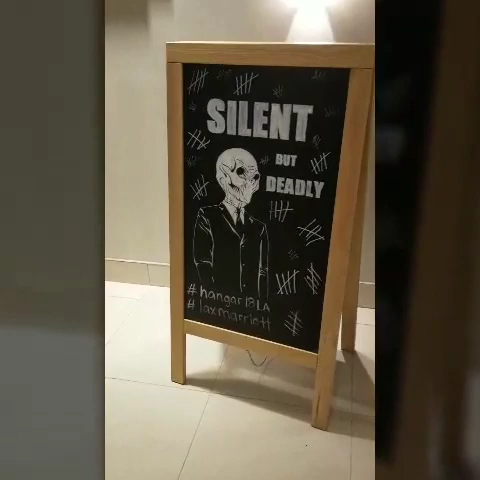 SILENT
BUT
DEADLY
#hangar18LA
#laxmarriott